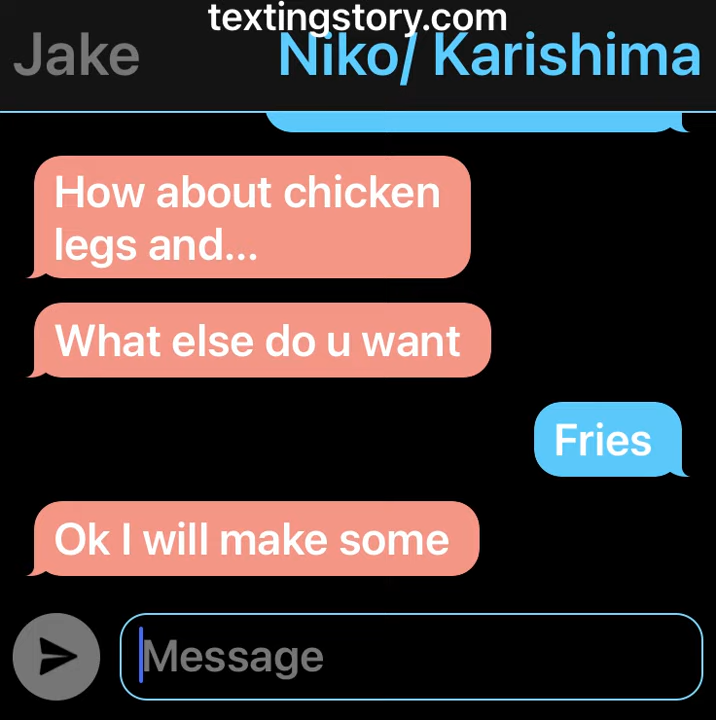 textingstory.com
Jake
Niko/ Karishima
How about chicken
legs and...
What else do u want
Fries
Ok I will make some
Message